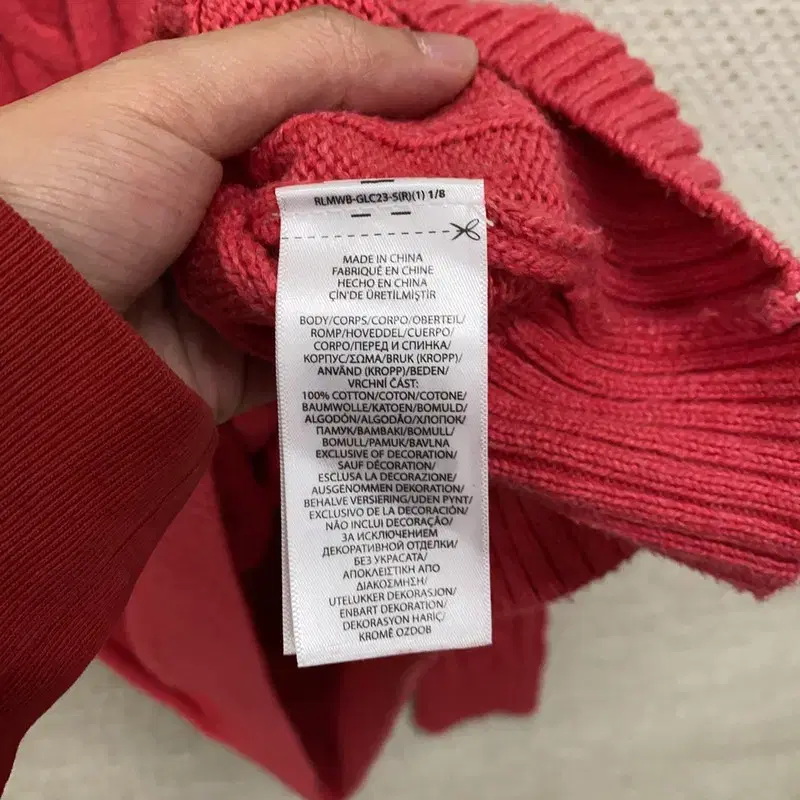 RLMWB-GLC23-S(R)(1) 1/8
MADE IN CHINA
FABRIQUÉ EN CHINE
HECHO EN CHINA
ÇİN'DE ÜRETİLMİŞTİR
BODY/CORPS/CORPO/OBERTEIL/
ROMP/HOVEDDEL/CUERPO/
CORPO/ПЕРЕД И СПИНКА/
КОРПУС/ΣΩΜΑ/BRUK (KROPP)/
ANVÄND (KROPP)/BEDEN/
VRCHNÍ ČÁST:
100% COTTON/COTON/COTONE/
BAUMWOLLE/KATOEN/BOMULD/
ALGODÓN/ALGODÃO/ХЛОПОК/
ПАМУК/ΒΑΜΒΑΚΙ/BOMULL/
BOMULL/PAMUK/BAVLNA
EXCLUSIVE OF DECORATION/
SAUF DÉCORATION/
ESCLUSA LA DECORAZIONE/
AUSGENOMMEN DEKORATION/
BEHALVE VERSIERING/UDEN PYNT/
EXCLUSIVO DE LA DECORACIÓN/
NÃO INCLUI DECORAÇÃO/
ЗА ИСКЛЮЧЕНИЕМ
ДЕКОРАТИВНОЙ ОТДЕЛКИ/
БЕЗ УКРАСАТА/
ΑΠΟΚΛΕΙΣΤΙΚΗ ΑΠΟ
ΔΙΑΚΟΣΜΗΣΗ/
UTELUKKER DEKORASJON/
ENBART DEKORATION/
DEKORASYON HARİÇ/
KROMĚ OZDOB